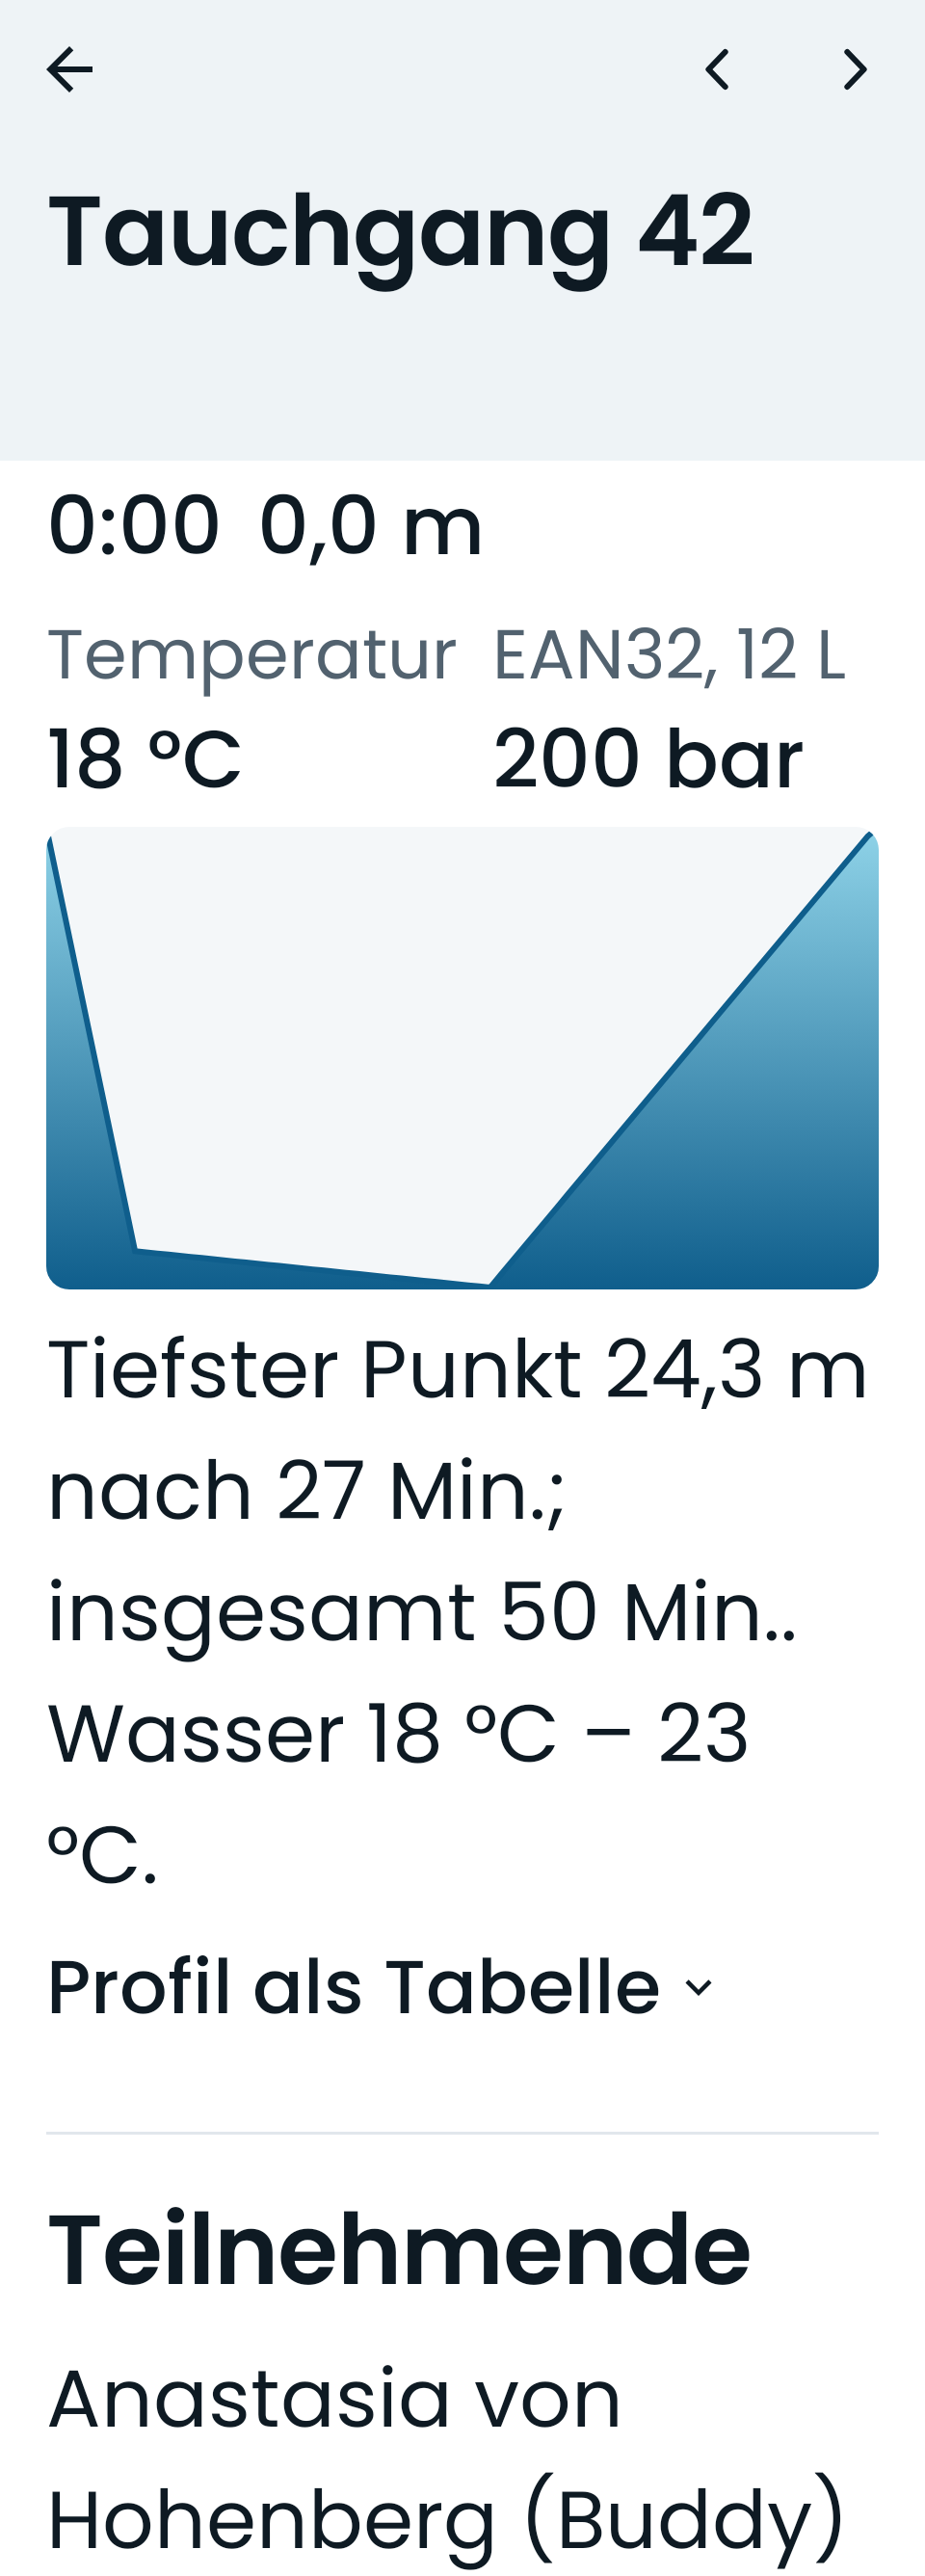 Tauchgang 42
0:00 0,0 m
Temperatur EAN32, 12 L
18 °C 200 bar
Tiefster Punkt 24,3 m
nach 27 Min.;
insgesamt 50 Min..
Wasser 18 °C – 23
°C.
Profil als Tabelle
Teilnehmende
Anastasia von
Hohenberg (Buddy)